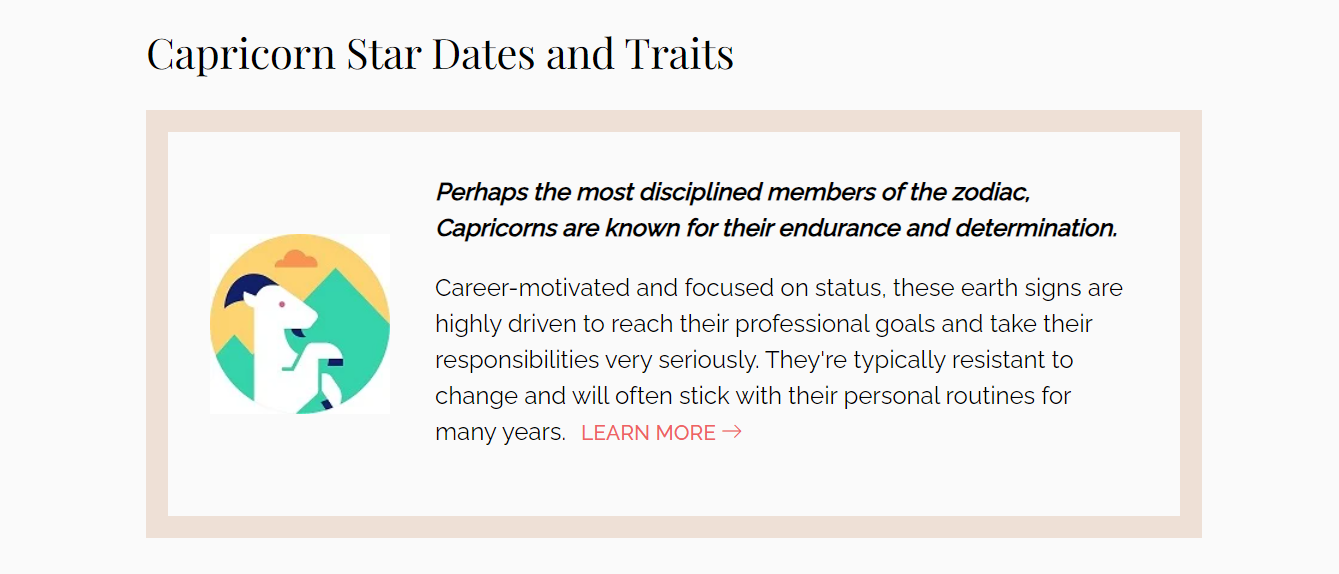 Capricorn Star Dates and Traits
Perhaps the most disciplined members of the zodiac,
Capricorns are known for their endurance and determination.
Career-motivated and focused on status, these earth signs are
highly driven to reach their professional goals and take their
responsibilities very seriously. They're typically resistant to
change and will often stick with their personal routines for
many years. LEARN MORE →